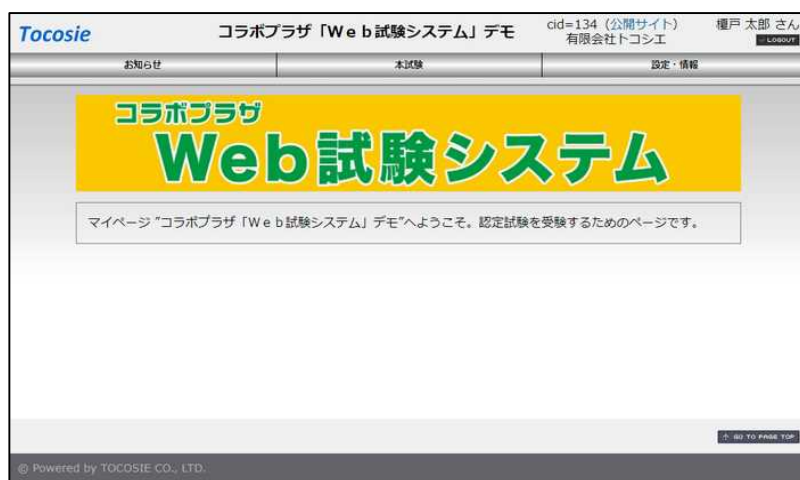 Tocosie
コラボプラザ「Ｗｅｂ試験システム」デモ
cid=134（公開サイト）
有限会社トコシエ
榎戸 太郎 さん
LOGOUT
お知らせ
本試験
設定・情報
コラボプラザ
Web試験システム
マイページ "コラボプラザ「Ｗｅｂ試験システム」デモ"へようこそ。認定試験を受験するためのページです。
GO TO PAGE TOP
© Powered by TOCOSIE CO., LTD.